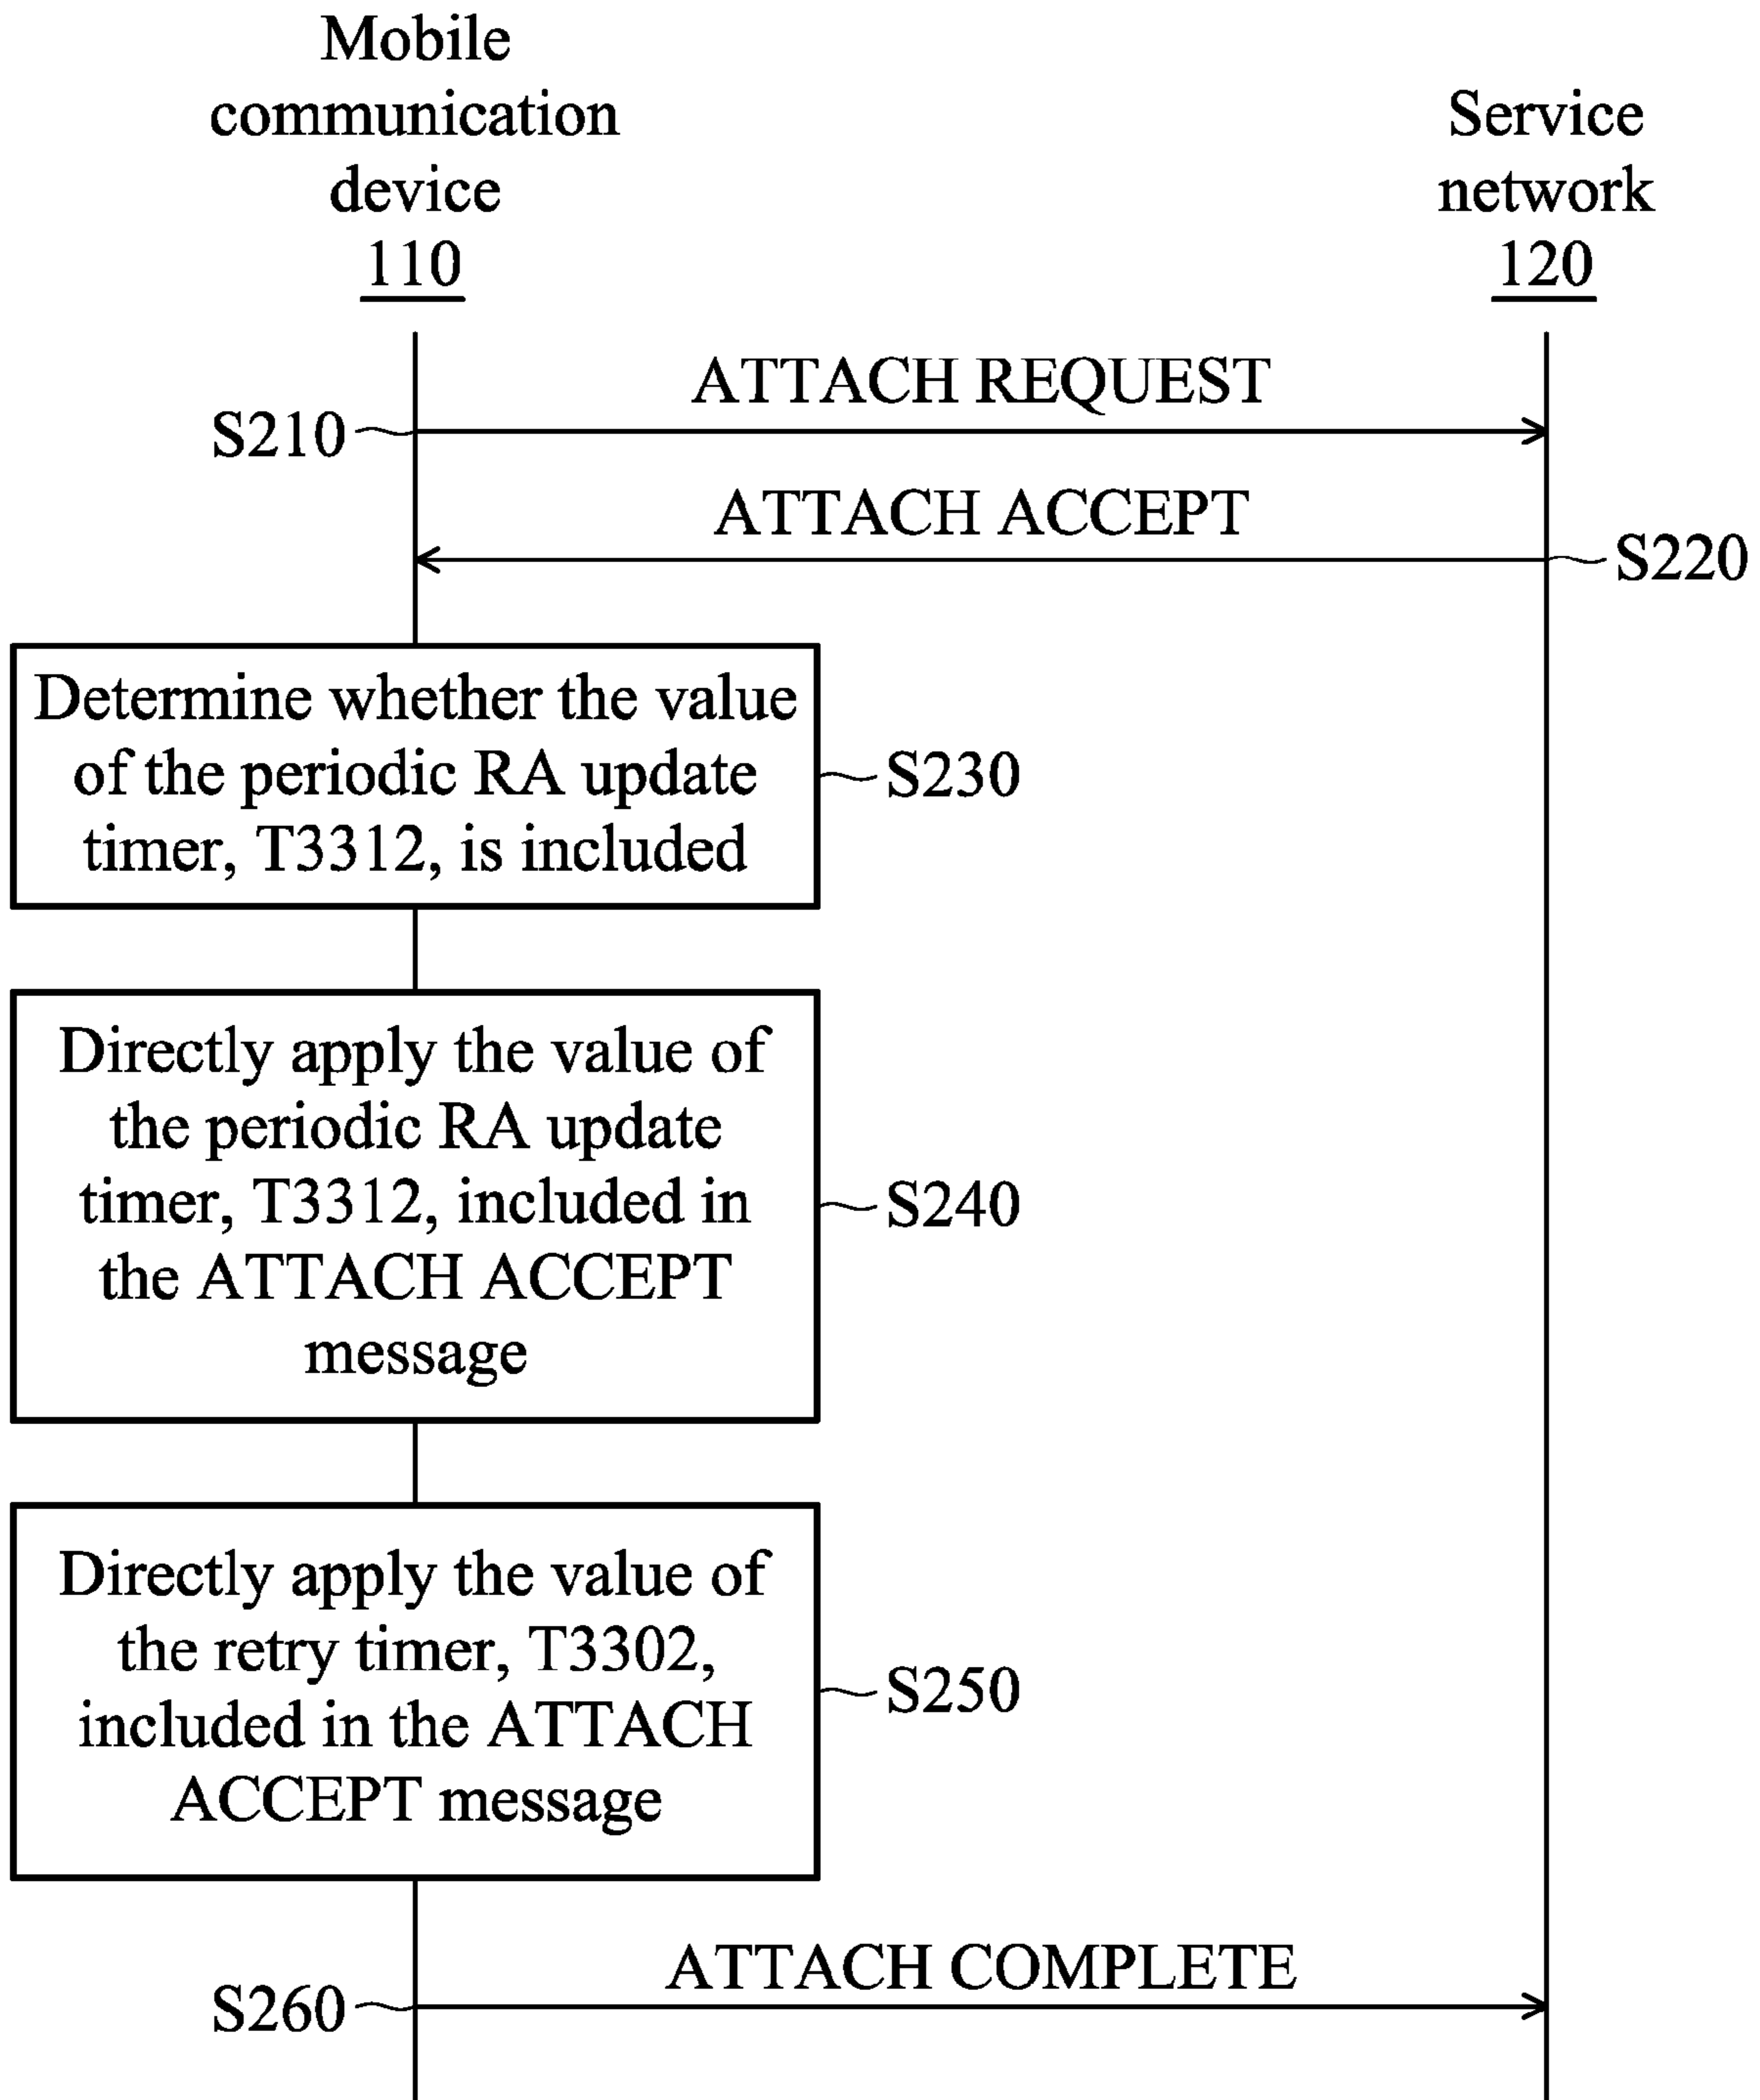 Mobile
communication
device
110
Service
network
120
ATTACH REQUEST
S210
ATTACH ACCEPT
S220
Determine whether the value
of the periodic RA update
timer, T3312, is included
S230
Directly apply the value of
the periodic RA update
timer, T3312, included in
the ATTACH ACCEPT
message
S240
Directly apply the value of
the retry timer, T3302,
included in the ATTACH
ACCEPT message
S250
ATTACH COMPLETE
S260